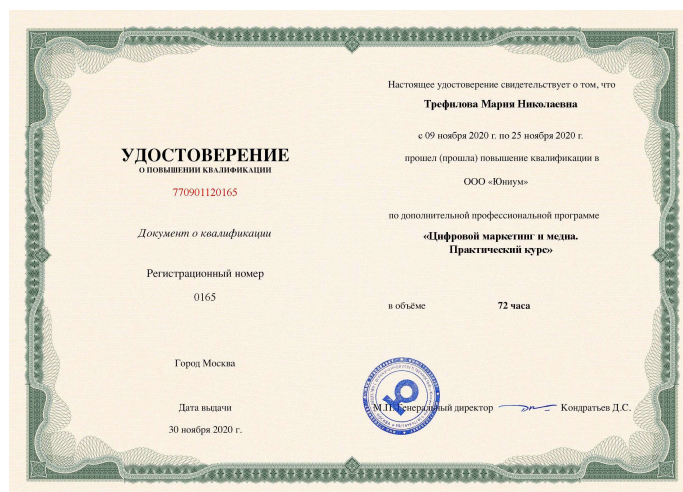 УДОСТОВЕРЕНИЕ
О ПОВЫШЕНИИ КВАЛИФИКАЦИИ
770901120165
Документ о квалификации
Регистрационный номер
0165
Город Москва
Дата выдачи
30 ноября 2020 г.
Настоящее удостоверение свидетельствует о том, что
Трефилова Мария Николаевна
с 09 ноября 2020 г. по 25 ноября 2020 г.
прошел (прошла) повышение квалификации в
ООО «Юниум»
по дополнительной профессиональной программе
«Цифровой маркетинг и медиа.
Практический курс»
в объёме 72 часа
М.П. Генеральный директор Кондратьев Д.С.
Ю